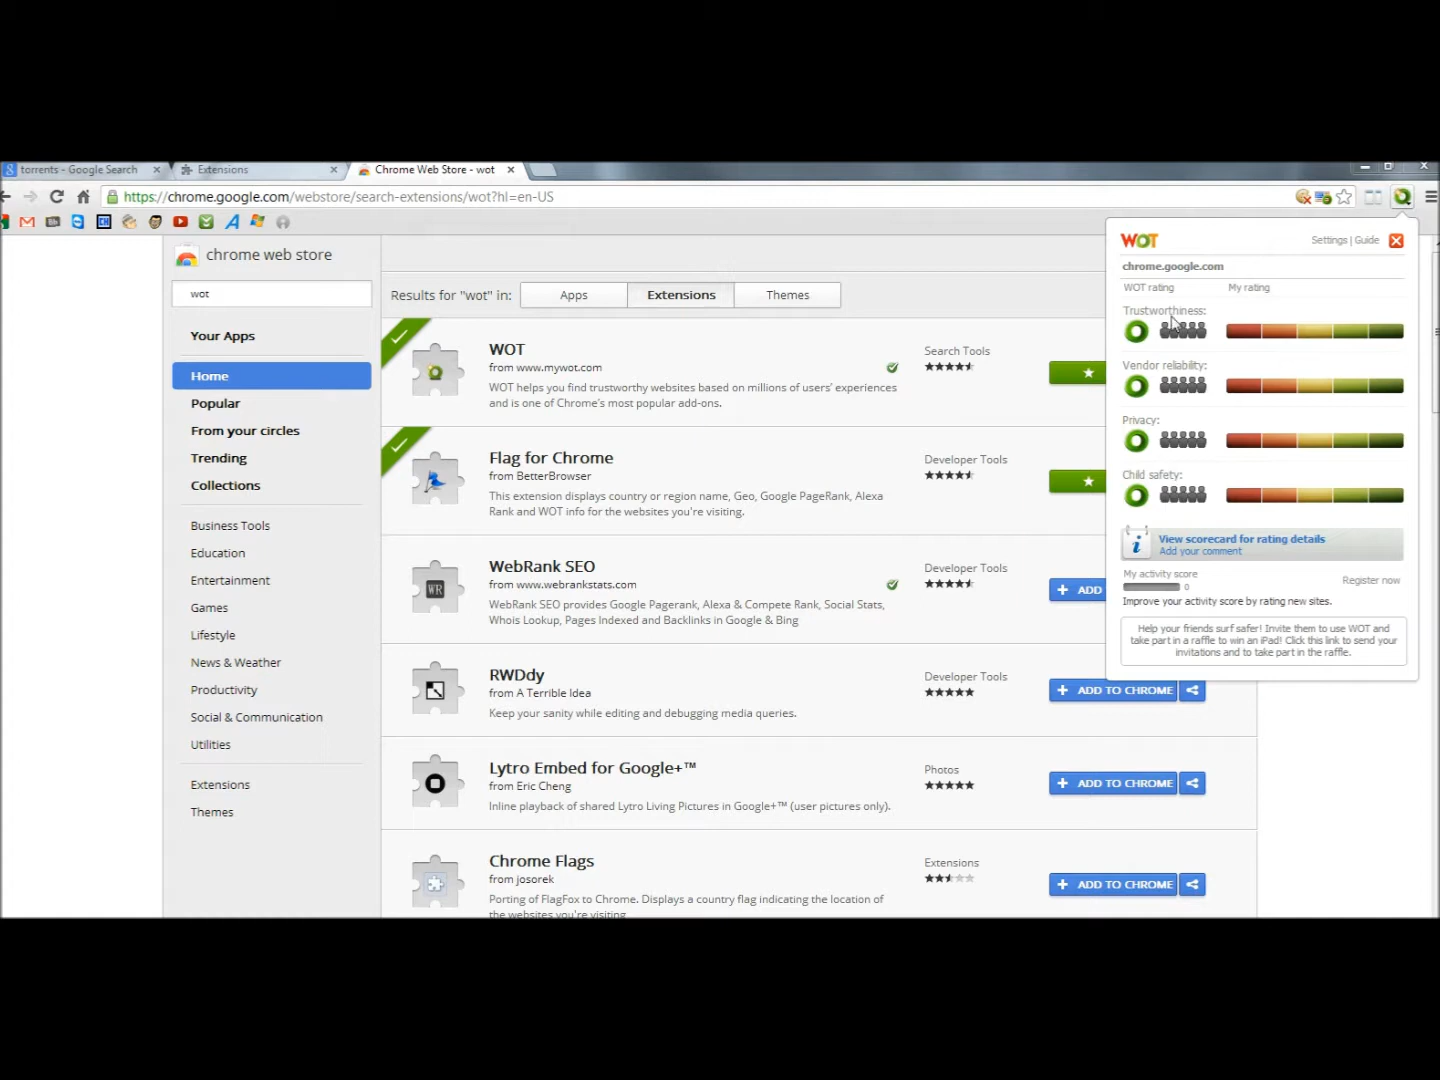 torrents - Google Search
Extensions
Chrome Web Store - wot
https://chrome.google.com/webstore/search-extensions/wot?hl=en-US
chrome web store
wot
Your Apps
Home
Popular
From your circles
Trending
Collections
Business Tools
Education
Entertainment
Games
Lifestyle
News & Weather
Productivity
Social & Communication
Utilities
Extensions
Themes
Results for "wot" in:
Apps
Extensions
Themes
WOT
from www.mywot.com
WOT helps you find trustworthy websites based on millions of users' experiences
and is one of Chrome's most popular add-ons.
Search Tools
Flag for Chrome
from BetterBrowser
This extension displays country or region name, Geo, Google PageRank, Alexa
Rank and WOT info for the websites you're visiting.
Developer Tools
WebRank SEO
from www.webrankstats.com
WebRank SEO provides Google Pagerank, Alexa & Compete Rank, Social Stats,
Whois Lookup, Pages Indexed and Backlinks in Google & Bing
Developer Tools
+ ADD
RWDdy
from A Terrible Idea
Keep your sanity while editing and debugging media queries.
Developer Tools
+ ADD TO CHROME
Lytro Embed for Google+™
from Eric Cheng
Inline playback of shared Lytro Living Pictures in Google+™ (user pictures only).
Photos
+ ADD TO CHROME
Chrome Flags
from josorek
Porting of FlagFox to Chrome. Displays a country flag indicating the location of
the websites you're visiting
Extensions
+ ADD TO CHROME
WOT
Settings | Guide
chrome.google.com
WOT rating
My rating
Trustworthiness:
Vendor reliability:
Privacy:
Child safety:
View scorecard for rating details
Add your comment
My activity score
0
Register now
Improve your activity score by rating new sites.
Help your friends surf safer! Invite them to use WOT and
take part in a raffle to win an iPad! Click this link to send your
invitations and to take part in the raffle.